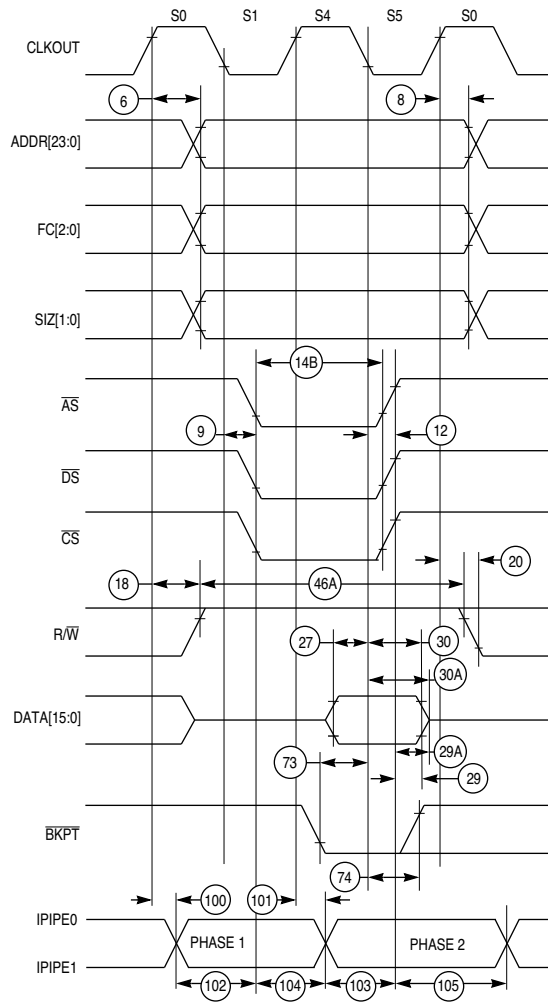 S0 S1 S4 S5 S0
CLKOUT
6 8
ADDR[23:0]
FC[2:0]
SIZ[1:0]
14B
AS
9 12
DS
CS
20
18 46A
R/W
27 30
30A
DATA[15:0]
29A
73 29
BKPT
74
100 101
IPIPE0
PHASE 1 PHASE 2
IPIPE1
102 104 103 105